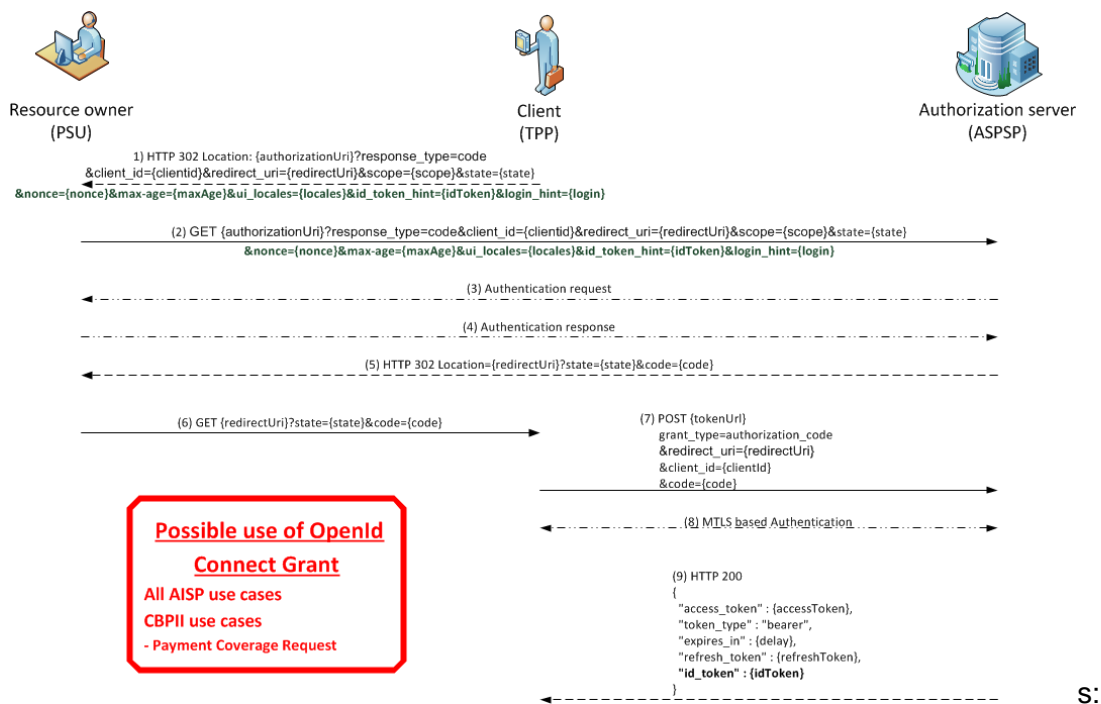 Resource owner
(PSU)
Client
(TPP)
Authorization server
(ASPSP)
1) HTTP 302 Location: {authorizationUri}?response_type=code
&client_id={clientid}&redirect_uri={redirectUri}&scope={scope}&state={state}
&nonce={nonce}&max-age={maxAge}&ui_locales={locales}&id_token_hint={idToken}&login_hint={login}
(2) GET {authorizationUri}?response_type=code&client_id={clientid}&redirect_uri={redirectUri}&scope={scope}&state={state}
&nonce={nonce}&max-age={maxAge}&ui_locales={locales}&id_token_hint={idToken}&login_hint={login}
(3) Authentication request
(4) Authentication response
(5) HTTP 302 Location={redirectUri}?state={state}&code={code}
(6) GET {redirectUri}?state={state}&code={code}
(7) POST {tokenUrl}
grant_type=authorization_code
&redirect_uri={redirectUri}
&client_id={clientId}
&code={code}
(8) MTLS based Authentication
Possible use of OpenId
Connect Grant
All AISP use cases
CBPII use cases
- Payment Coverage Request
(9) HTTP 200
{
"access_token" : {accessToken},
"token_type" : "bearer",
"expires_in" : {delay},
"refresh_token" : {refreshToken},
"id_token" : {idToken}
}
s: